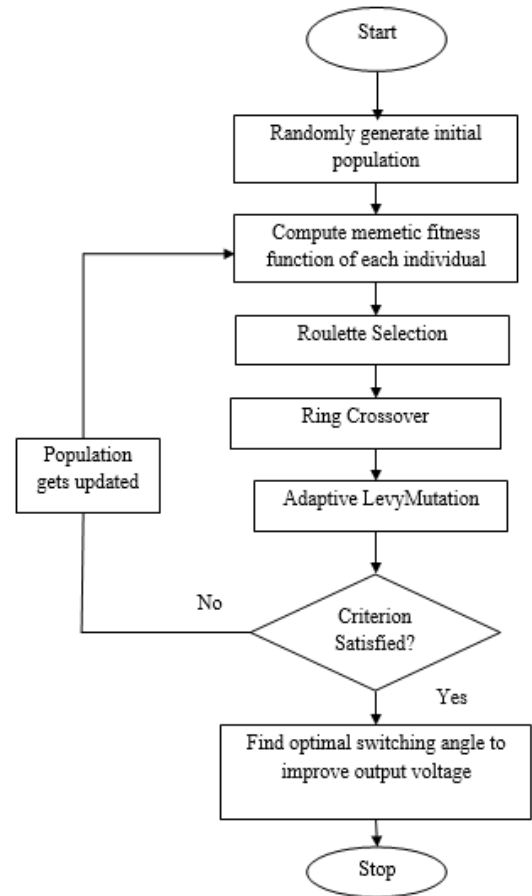 Start
Randomly generate initial
population
Compute memetic fitness
function of each individual
Roulette Selection
Ring Crossover
Population
gets updated
Adaptive LevyMutation
No
Criterion
Satisfied?
Yes
Find optimal switching angle to
improve output voltage
Stop